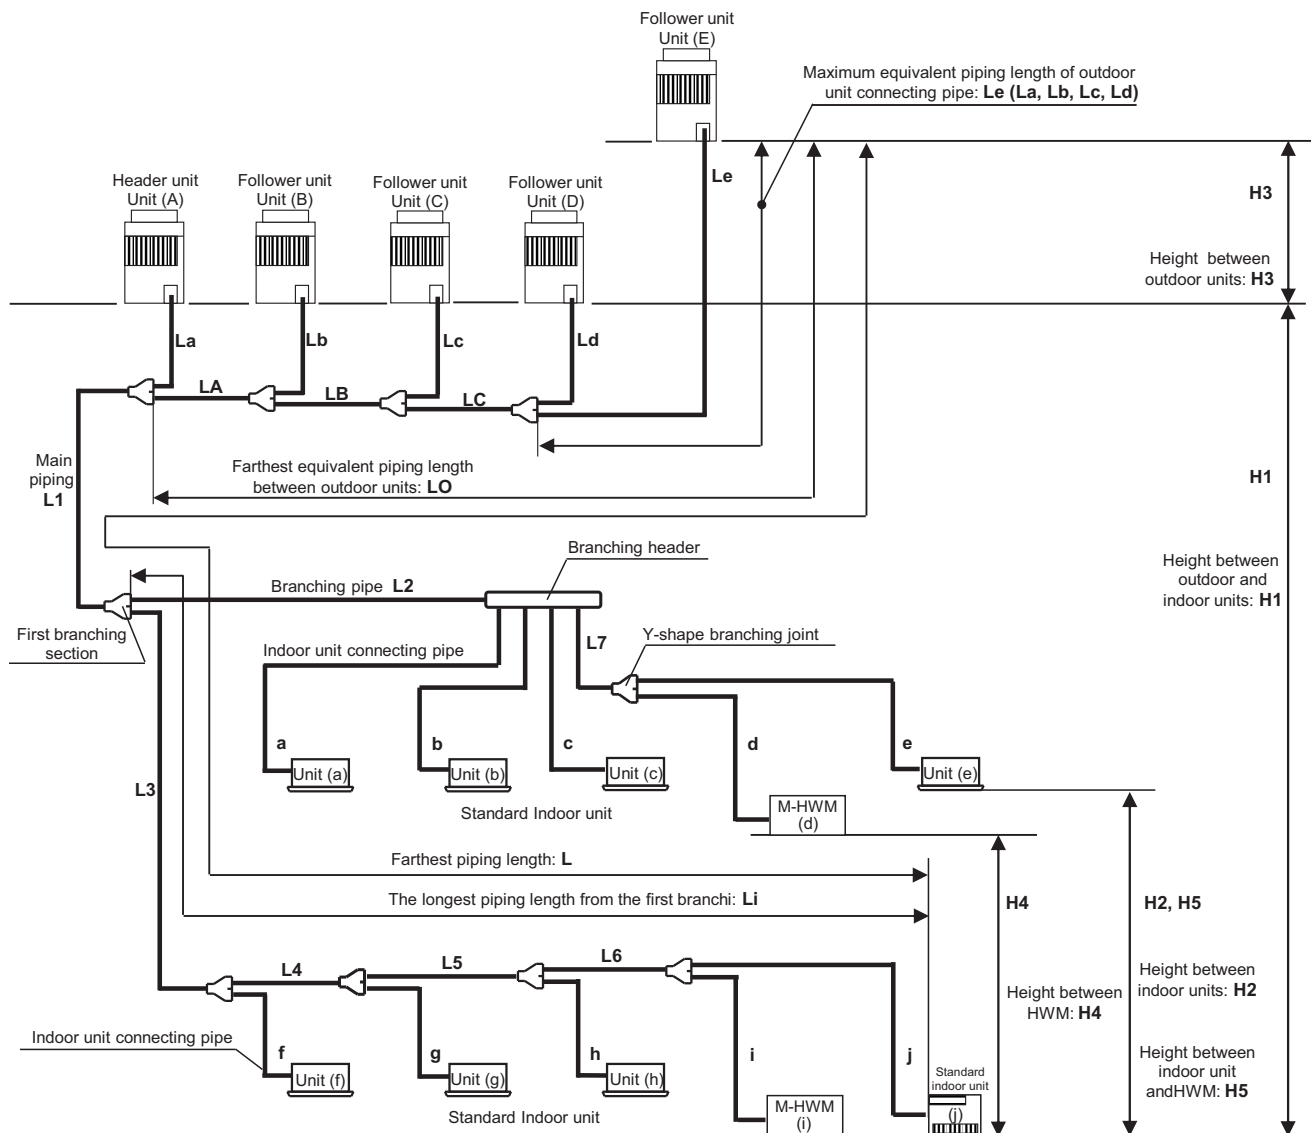 Follower unit
Unit (E)
Maximum equivalent piping length of outdoor
unit connecting pipe: Le (La, Lb, Lc, Ld)
Header unit
Unit (A)
Follower unit
Unit (B)
Follower unit
Unit (C)
Follower unit
Unit (D)
Le
H3
Height between
outdoor units: H3
La
Lb
Lc
Ld
LA
LB
LC
Main
piping
L1
Farthest equivalent piping length
between outdoor units: LO
H1
Height between
outdoor and
indoor units: H1
Branching header
Branching pipe L2
First branching
section
Indoor unit connecting pipe
L7
Y-shape branching joint
a
b
c
d
e
Unit (a)
Unit (b)
Unit (c)
Unit (e)
L3
Standard Indoor unit
M-HWM
(d)
Farthest piping length: L
The longest piping length from the first branchi: Li
H4
H2, H5
L4
L5
L6
Height between
HWM: H4
Height between
indoor units: H2
Indoor unit connecting pipe
f
g
h
i
j
Height between
indoor unit
andHWM: H5
Unit (f)
Unit (g)
Unit (h)
Standard
indoor unit
(j)
Standard Indoor unit
M-HWM
(i)